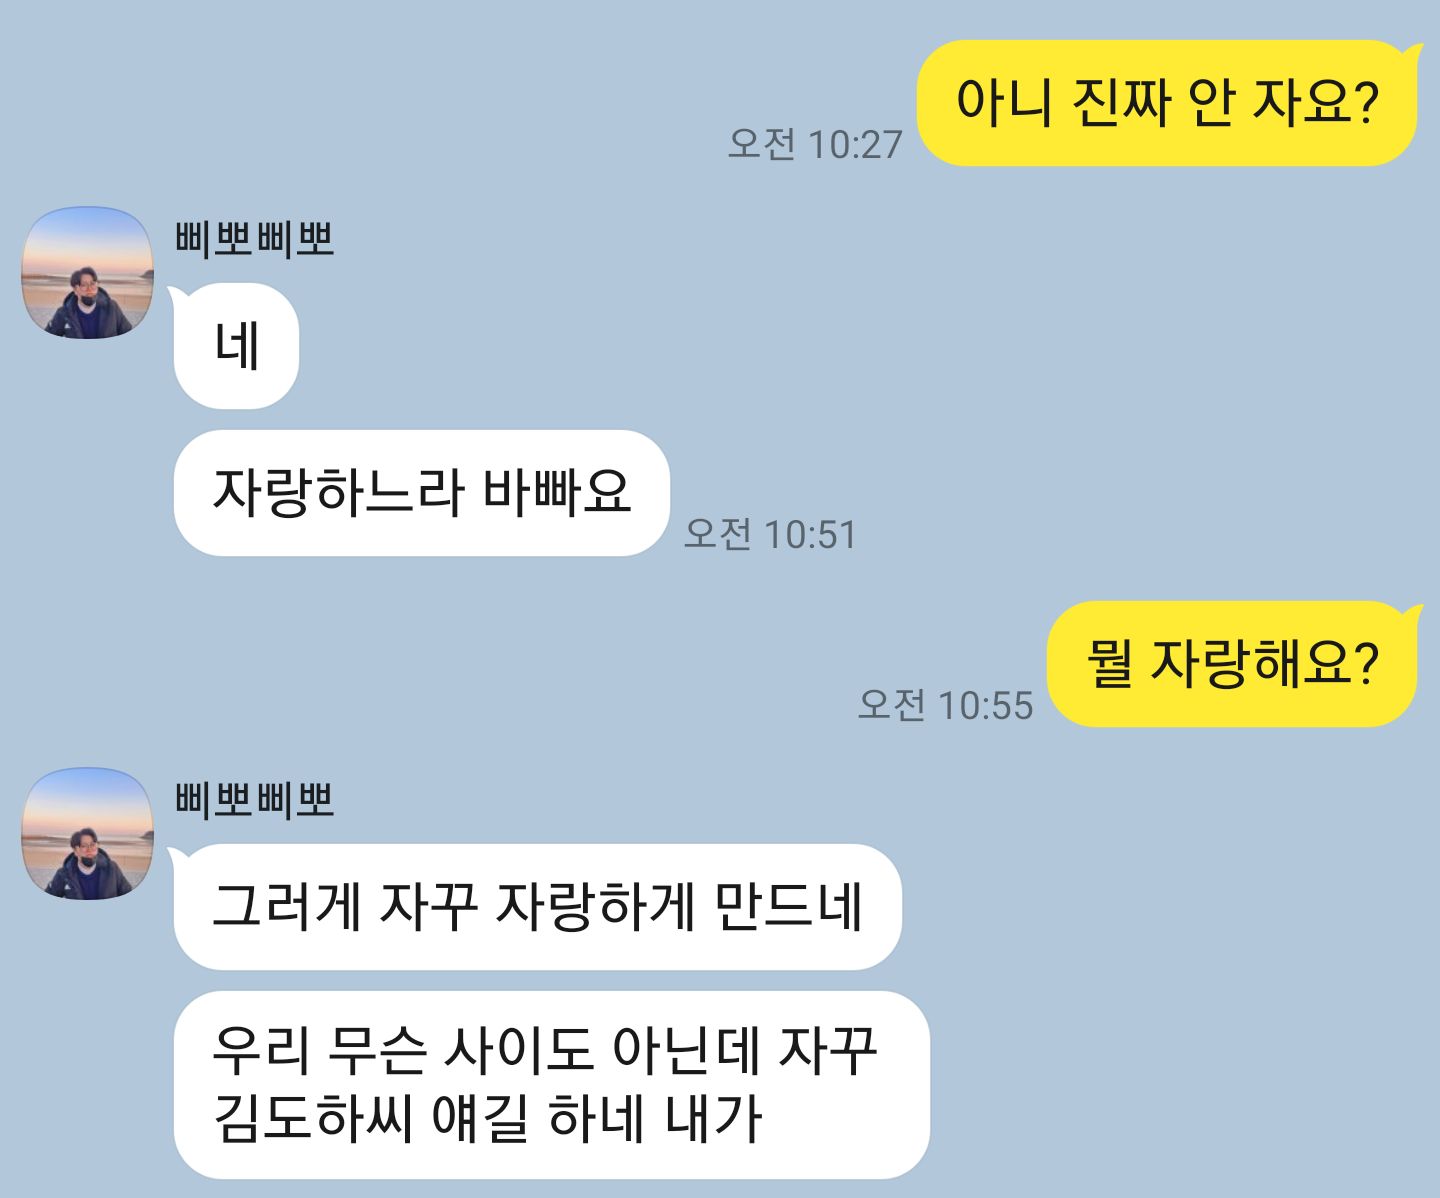 아니 진짜 안 자요?
오전 10:27
삐뽀삐뽀
네
자랑하느라 바빠요
오전 10:51
뭘 자랑해요?
오전 10:55
삐뽀삐뽀
그러게 자꾸 자랑하게 만드네
우리 무슨 사이도 아닌데 자꾸
김도하씨 얘길 하네 내가